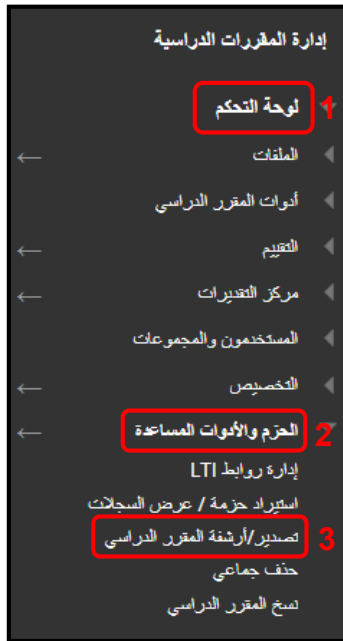 إدارة المقررات الدراسية
لوحة التحكم 1
الملفات
أدوات المقرر الدراسي
التقييم
مركز التقديرات
المستخدمون والمجموعات
التخصيص
الحزم والأدوات المساعدة 2
إدارة روابط LTI
استيراد حزمة / عرض السجلات
تصدير/أرشفة المقرر الدراسي 3
حذف جماعي
نسخ المقرر الدراسي